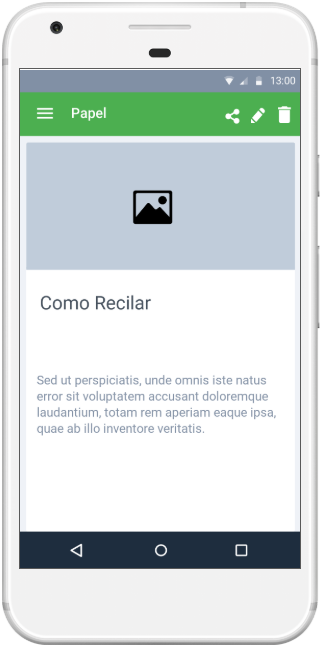 13:00
Papel
Como Recilar
Sed ut perspiciatis, unde omnis iste natus
error sit voluptatem accusant doloremque
laudantium, totam rem aperiam eaque ipsa,
quae ab illo inventore veritatis.